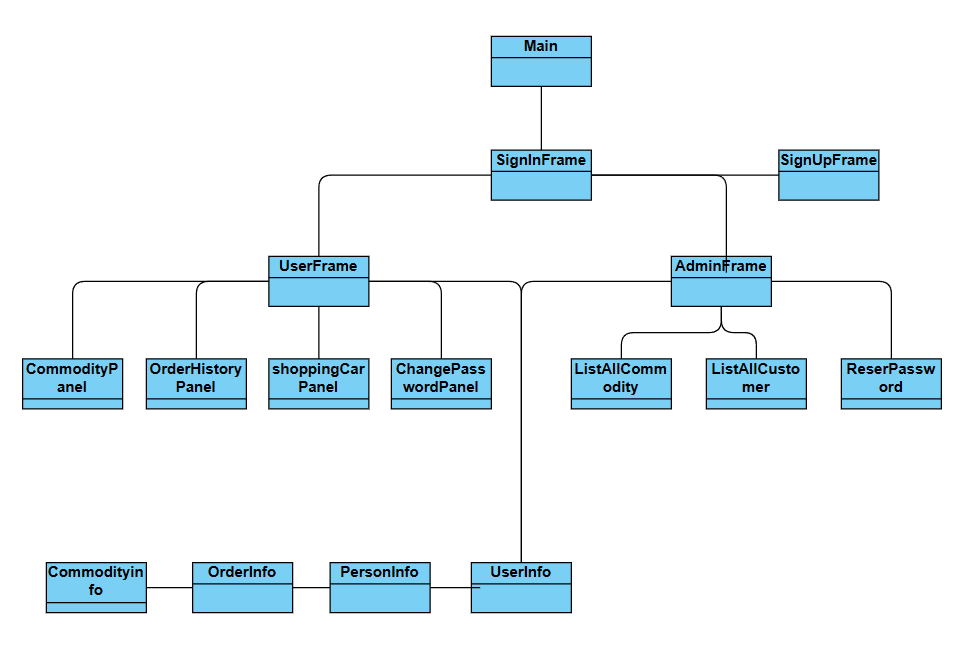 Main
SignInFrame
SignUpFrame
UserFrame
AdminFrame
CommodityP
anel
OrderHistory
Panel
shoppingCar
Panel
ChangePass
wordPanel
ListAllComm
odity
ListAllCusto
mer
ReserPassw
ord
Commodityin
fo
OrderInfo
PersonInfo
UserInfo